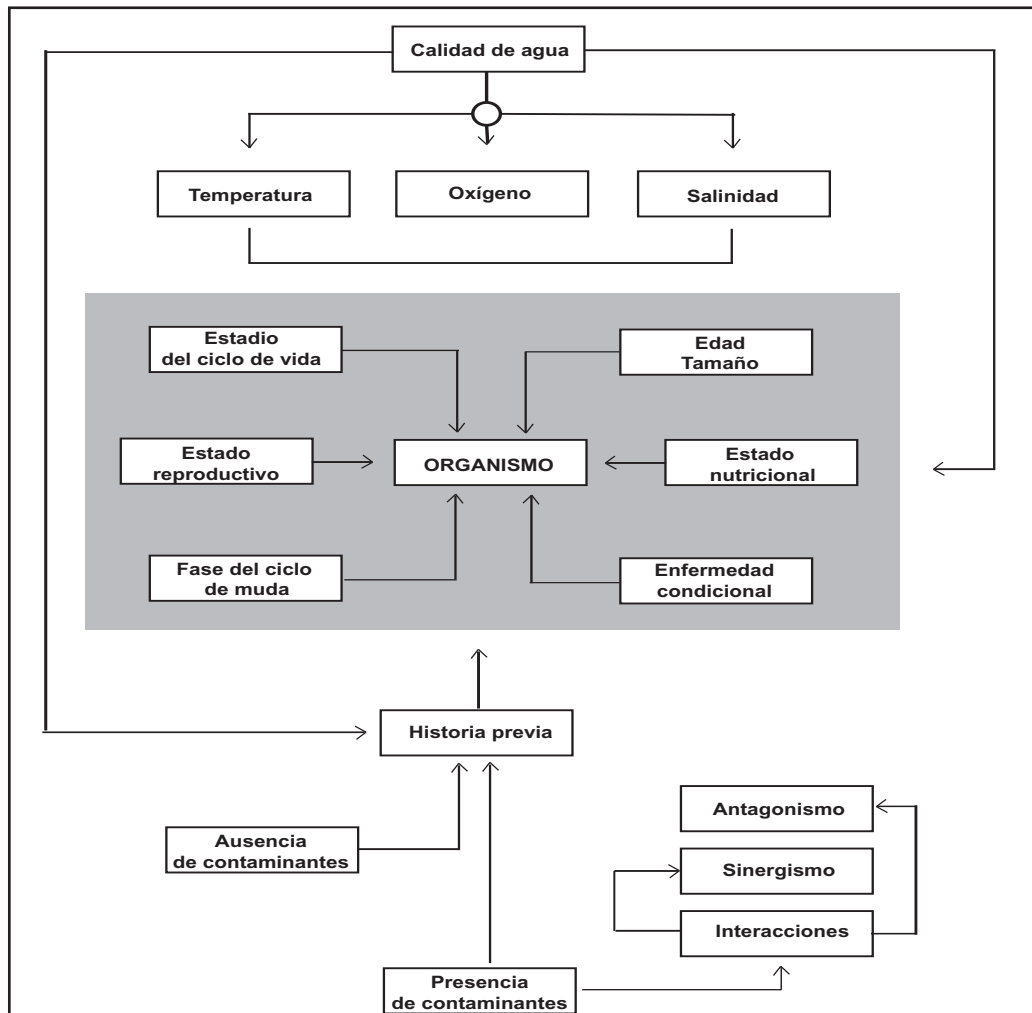 Calidad de agua
Temperatura
Oxígeno
Salinidad
Estadio
del ciclo de vida
Edad
Tamaño
Estado
reproductivo
ORGANISMO
Estado
nutricional
Fase del ciclo
de muda
Enfermedad
condicional
Historia previa
Antagonismo
Ausencia
de contaminantes
Sinergismo
Interacciones
Presencia
de contaminantes